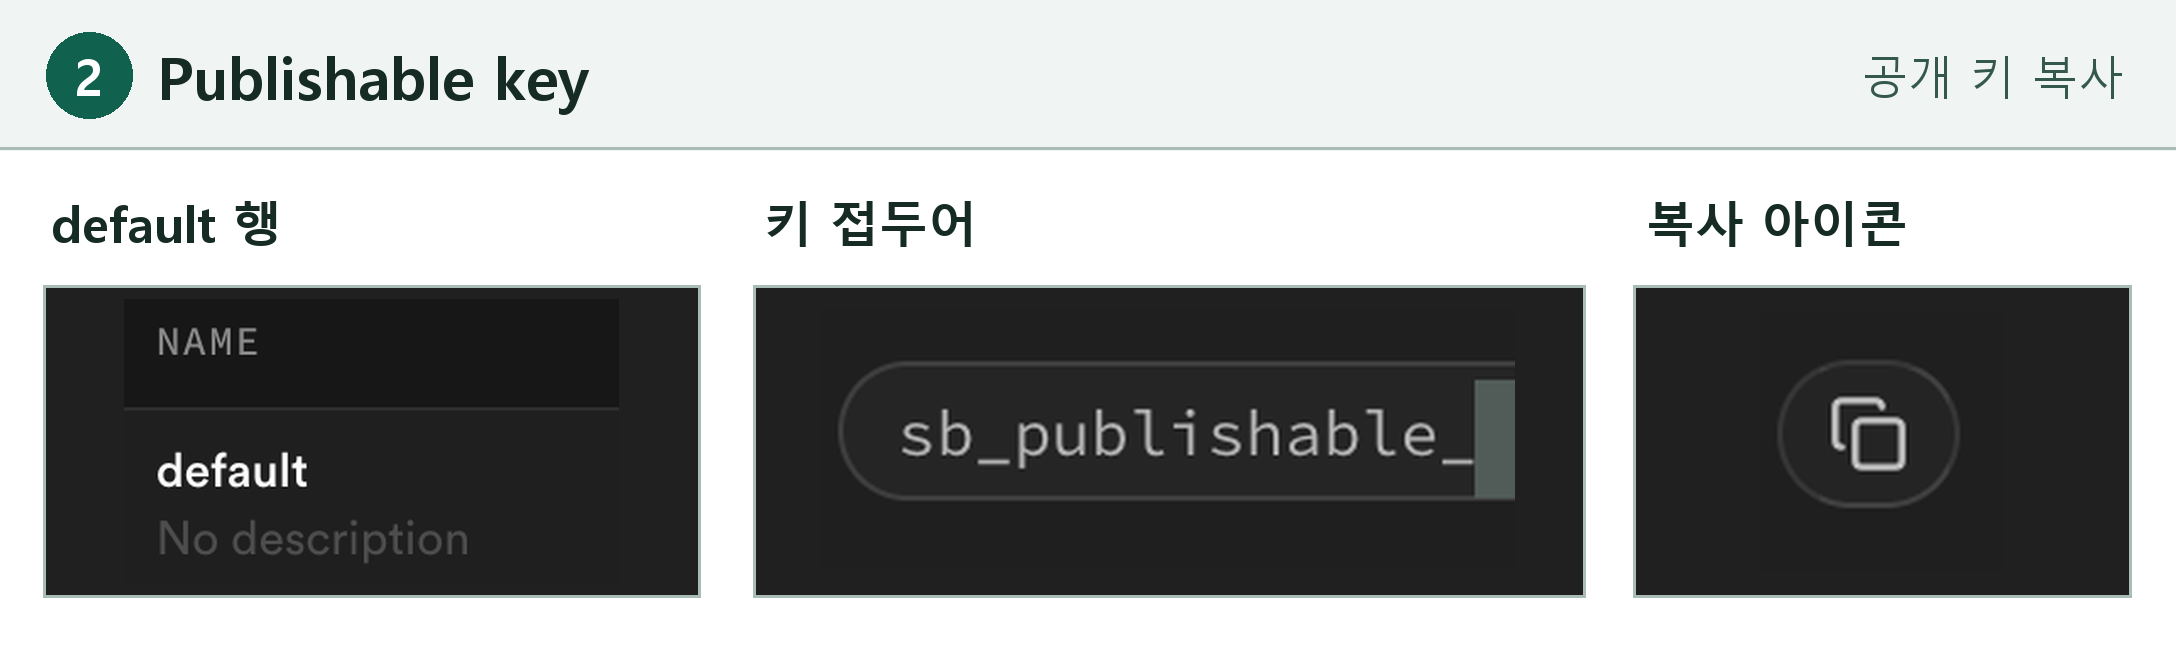 2 Publishable key
공개 키 복사
default 행
키 접두어
복사 아이콘
NAME
default
No description
sb_publishable_